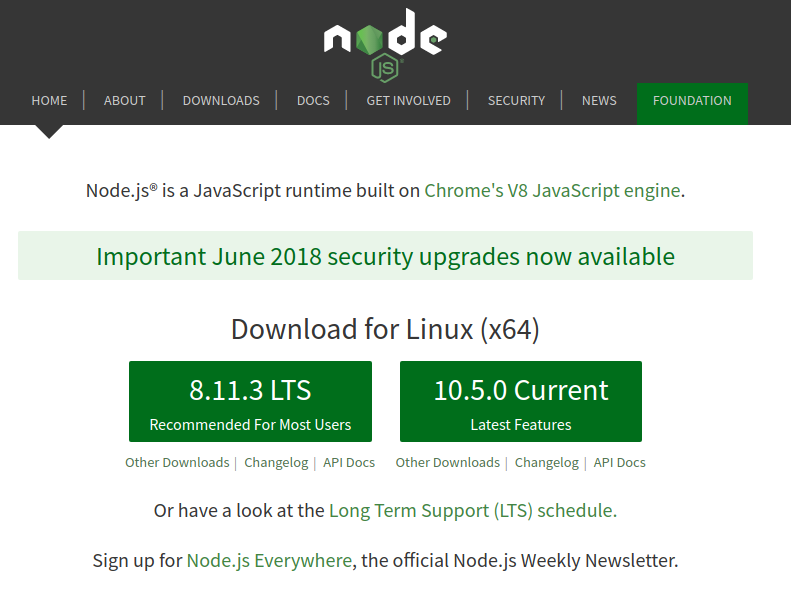 node
JS
HOME | ABOUT | DOWNLOADS | DOCS | GET INVOLVED | SECURITY | NEWS FOUNDATION
Node.js® is a JavaScript runtime built on Chrome's V8 JavaScript engine.
Important June 2018 security upgrades now available
Download for Linux (x64)
8.11.3 LTS
Recommended For Most Users
10.5.0 Current
Latest Features
Other Downloads | Changelog | API Docs
Other Downloads | Changelog | API Docs
Or have a look at the Long Term Support (LTS) schedule.
Sign up for Node.js Everywhere, the official Node.js Weekly Newsletter.